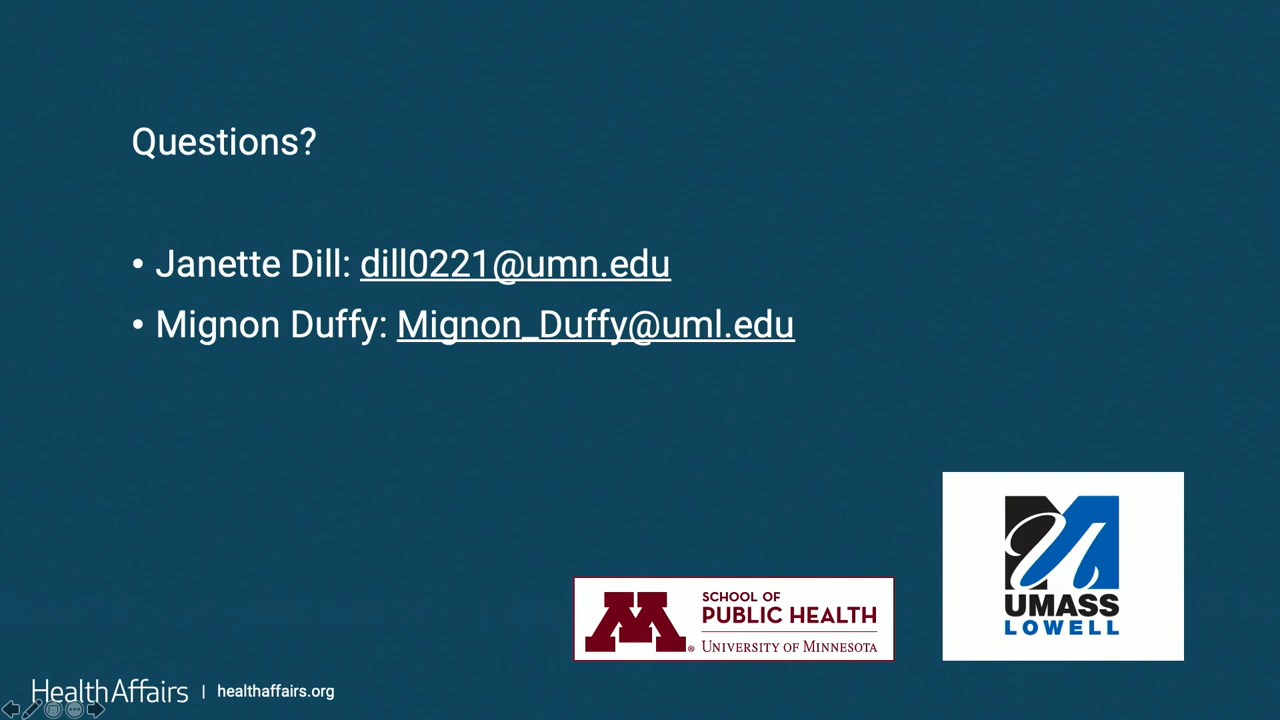 Questions?
• Janette Dill: dill0221@umn.edu
• Mignon Duffy: Mignon_Duffy@uml.edu
SCHOOL OF
PUBLIC HEALTH
UNIVERSITY OF MINNESOTA
UMASS
LOWELL
HealthAffairs | healthaffairs.org